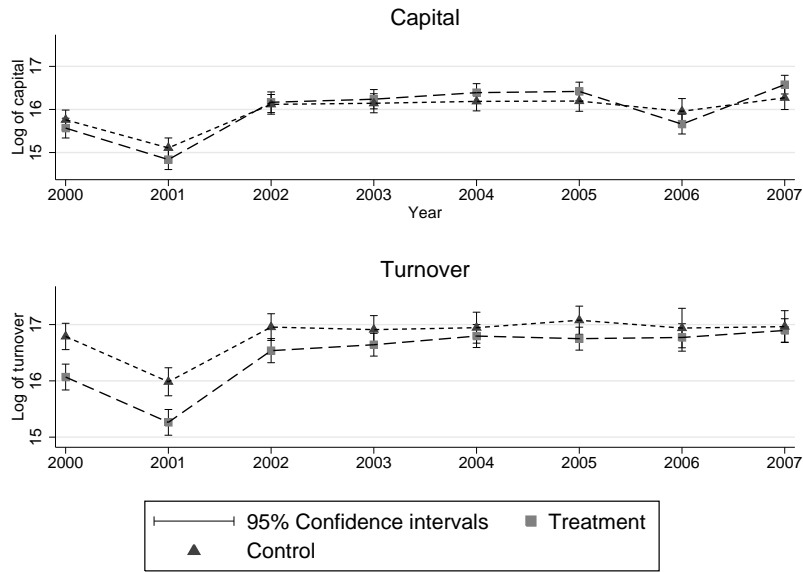 Capital
Log of capital
17
16
15
2000 2001 2002 2003 2004 2005 2006 2007
Year
Turnover
Log of turnover
17
16
15
2000 2001 2002 2003 2004 2005 2006 2007
95% Confidence intervals Treatment
Control